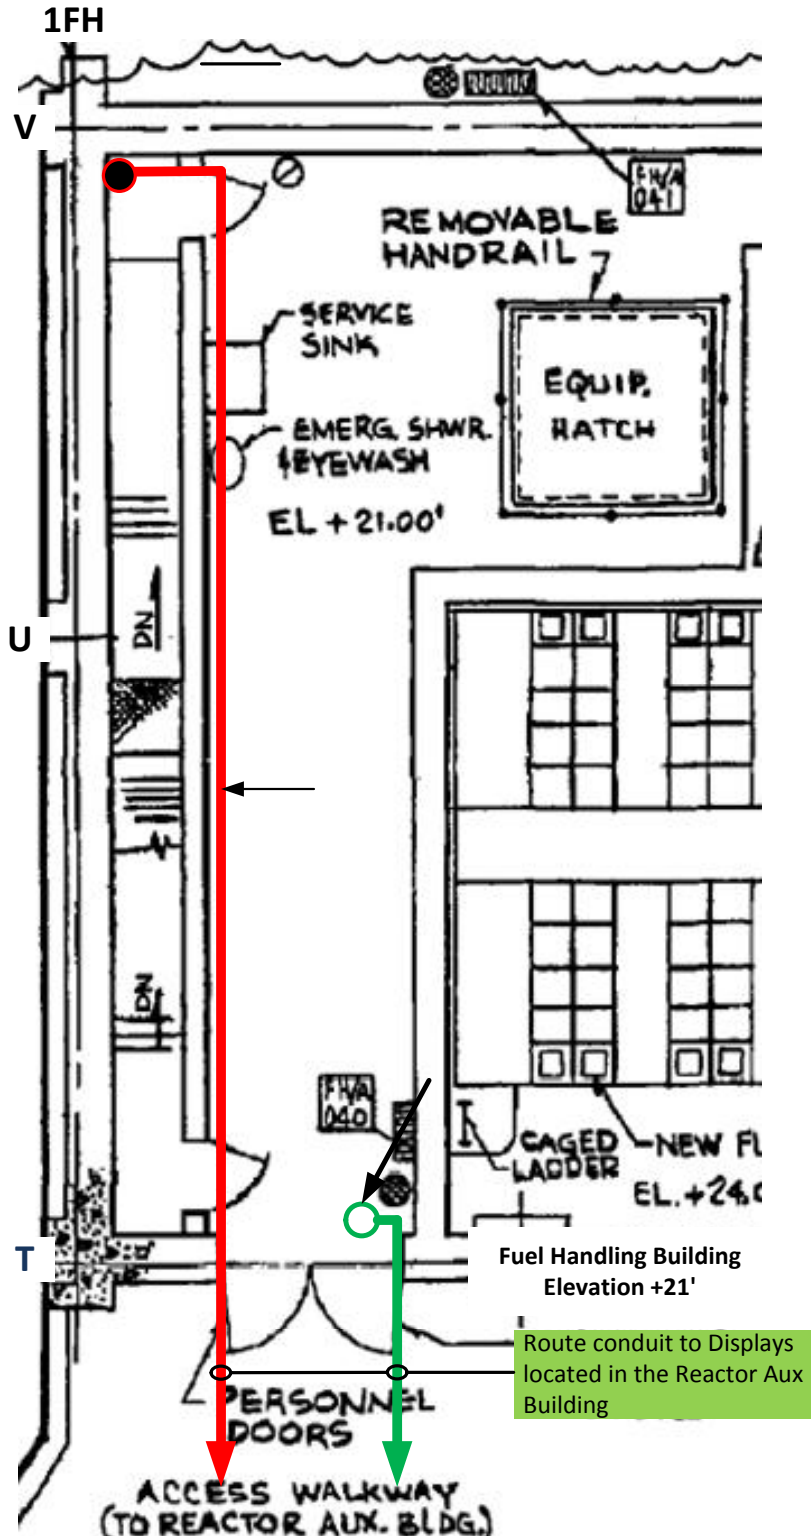 1FH
V
FH/A
041
REMOVABLE
HANDRAIL
SERVICE
SINK
EQUIP.
HATCH
EMERG. SHWR.
& EYEWASH
EL + 21.00'
U
DN
DN
FH/A
040
CAGED
LADDER
NEW FU
EL. +24.0
T
Fuel Handling Building
Elevation +21'
Route conduit to Displays
located in the Reactor Aux
Building
PERSONNEL
DOORS
ACCESS WALKWAY
(TO REACTOR AUX. BLDG.)